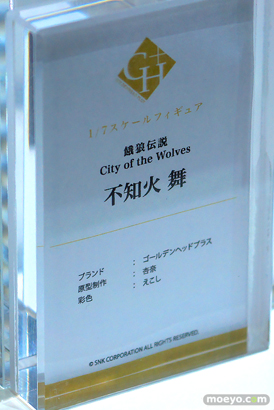 GH+
1/7スケールフィギュア
餓狼伝説
City of the Wolves
不知火 舞
ブランド : ゴールデンヘッドプラス
原型制作 : 杏奈
彩色 : えこし
© SNK CORPORATION ALL RIGHTS RESERVED.
moeyo.com